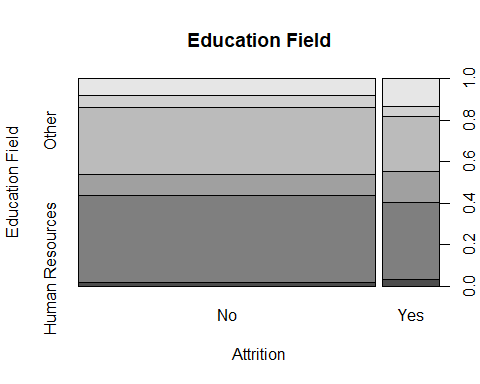 Education Field
Education Field
Human Resources
Other
0.0
0.2
0.4
0.6
0.8
1.0
No
Yes
Attrition